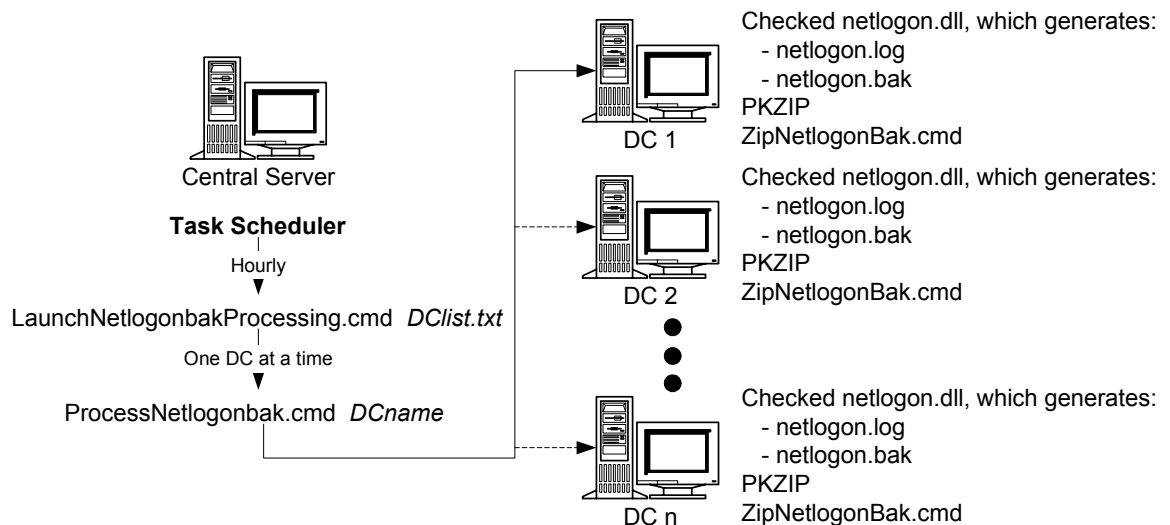 Central Server
Task Scheduler
Hourly
LaunchNetlogonbakProcessing.cmd DClist.txt
One DC at a time
ProcessNetlogonbak.cmd DCname
DC 1
Checked netlogon.dll, which generates:
- netlogon.log
- netlogon.bak
PKZIP
ZipNetlogonBak.cmd
DC 2
Checked netlogon.dll, which generates:
- netlogon.log
- netlogon.bak
PKZIP
ZipNetlogonBak.cmd
DC n
Checked netlogon.dll, which generates:
- netlogon.log
- netlogon.bak
PKZIP
ZipNetlogonBak.cmd